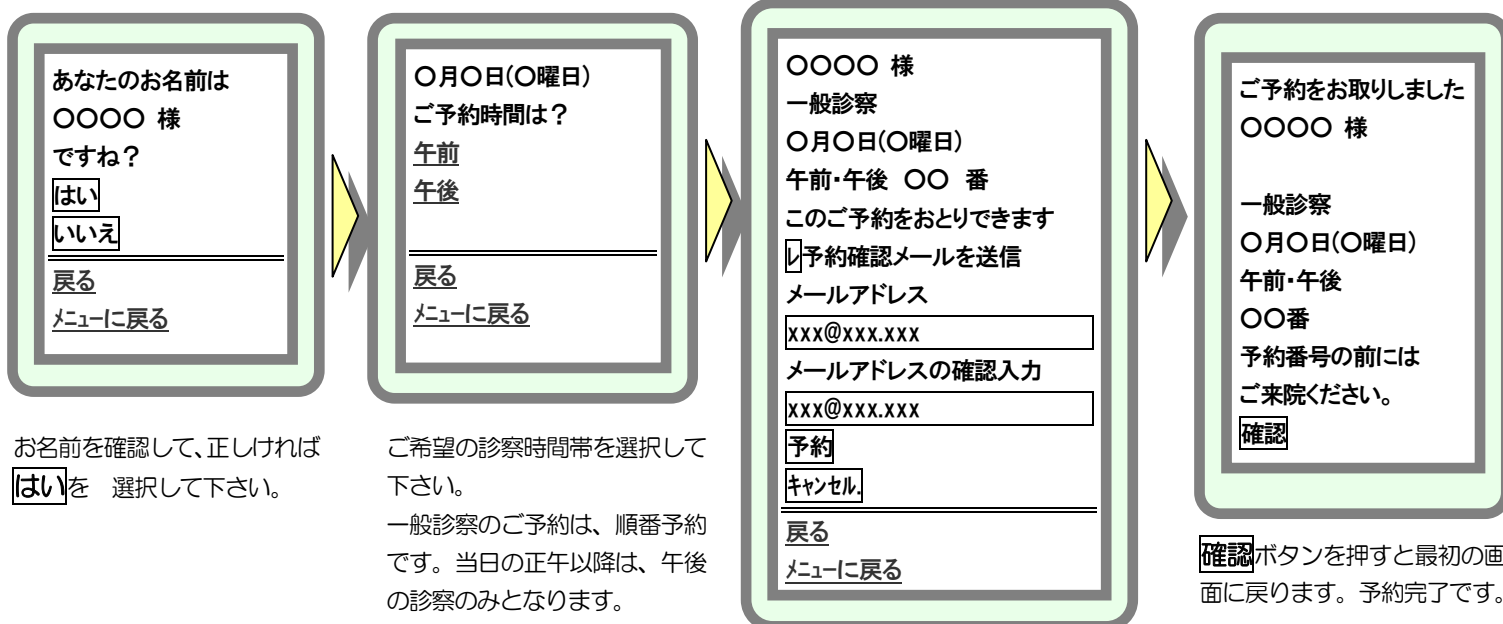 あなたのお名前は
〇〇〇〇 様
ですね？
はい
いいえ
戻る
ﾒﾆｭｰに戻る
お名前を確認して、正しければ
はいを 選択して下さい。
〇月〇日(〇曜日)
ご予約時間は？
午前
午後
戻る
ﾒﾆｭｰに戻る
ご希望の診察時間帯を選択して
下さい。
一般診察のご予約は、順番予約
です。当日の正午以降は、午後
の診察のみとなります。
〇〇〇〇 様
一般診察
〇月〇日(〇曜日)
午前・午後 〇〇 番
このご予約をおとりできます
レ予約確認メールを送信
メールアドレス
xxx@xxx.xxx
メールアドレスの確認入力
xxx@xxx.xxx
予約
ｷｬﾝｾﾙ.
戻る
ﾒﾆｭｰに戻る
ご予約をお取りしました
〇〇〇〇 様
一般診察
〇月〇日(〇曜日)
午前・午後
〇〇番
予約番号の前には
ご来院ください。
確認
確認ボタンを押すと最初の画
面に戻ります。予約完了です。